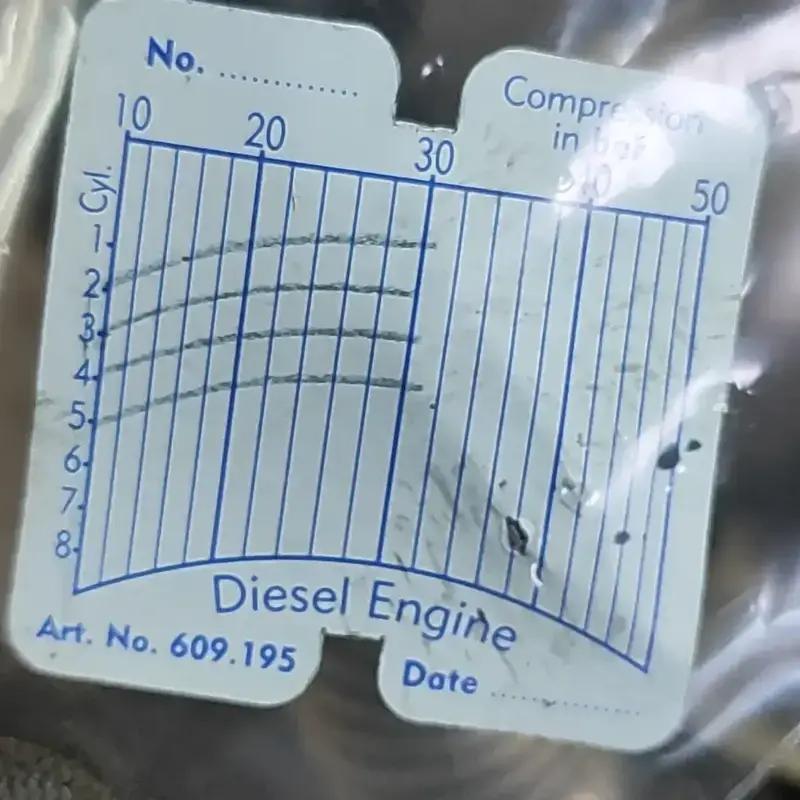 No. ..............
Compression
in bar
10 20 30 40 50
Cyl.
1
2
3
4
5
6
7
8
Diesel Engine
Art. No. 609.195
Date ..................